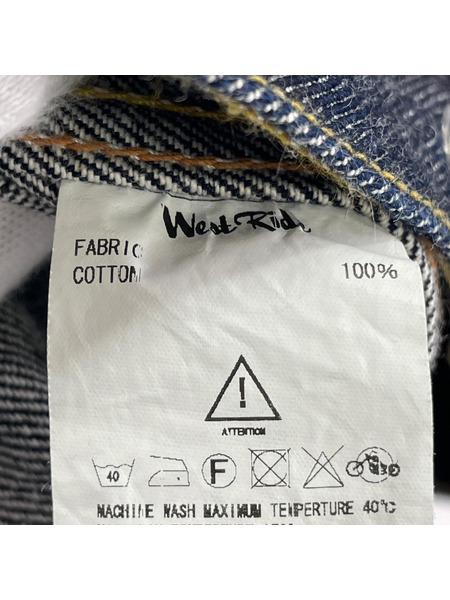 West Ride
FABRIC
COTTON 100%
!
ATTENTION
40 F
MACHINE WASH MAXIMUM TEMPERTURE 40°C